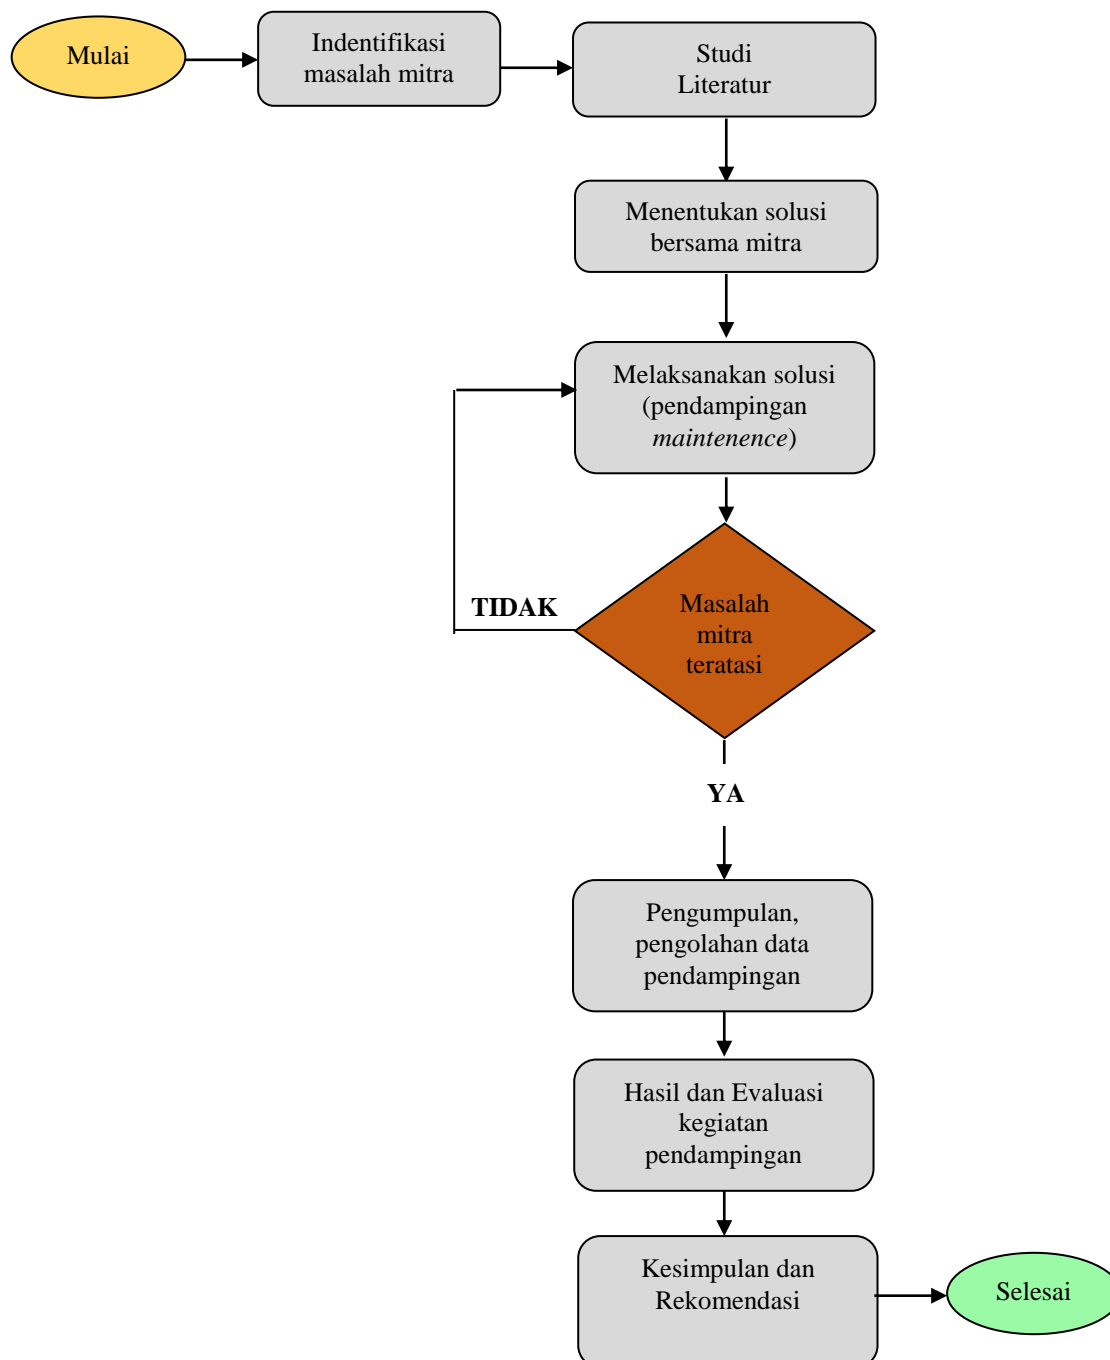 Mulai
Indentifikasi
masalah mitra
Studi
Literatur
Menentukan solusi
bersama mitra
Melaksanakan solusi
(pendampingan
maintenence)
TIDAK
Masalah
mitra
teratasi
YA
Pengumpulan,
pengolahan data
pendampingan
Hasil dan Evaluasi
kegiatan
pendampingan
Kesimpulan dan
Rekomendasi
Selesai